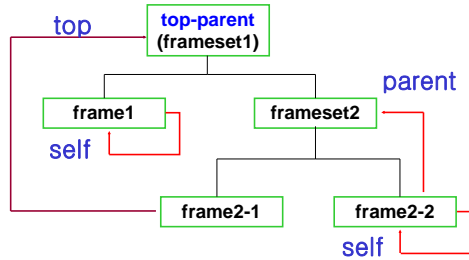 top
top-parent
(frameset1)
parent
frame1
frameset2
self
frame2-1
frame2-2
self